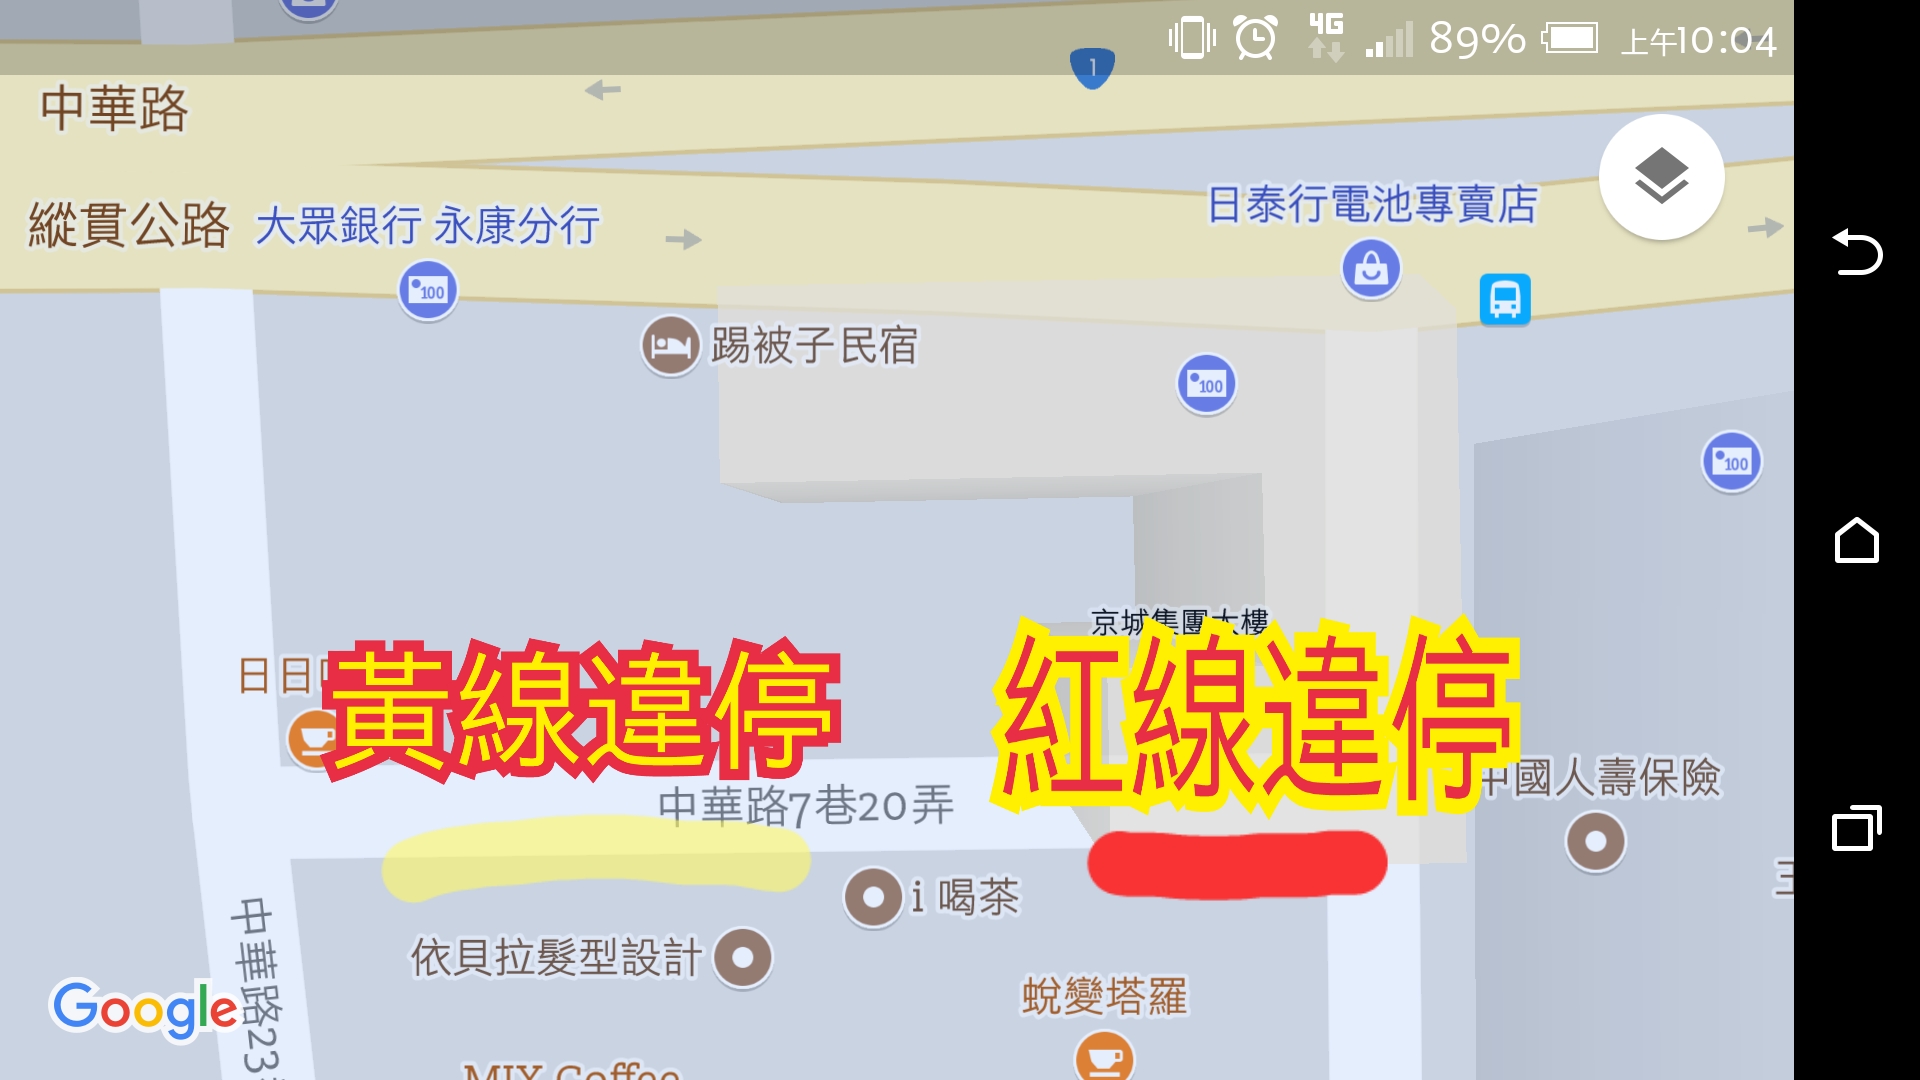 4G 89% 上午10:04
1
中華路
縱貫公路
大眾銀行 永康分行
日泰行電池專賣店
100
踢被子民宿
100
100
京城集團大樓
日日
黃線違停
紅線違停
中國人壽保險
中華路7巷20弄
i 喝茶
依貝拉髮型設計
中華路23
蛻變塔羅
Google
MIX Coffee